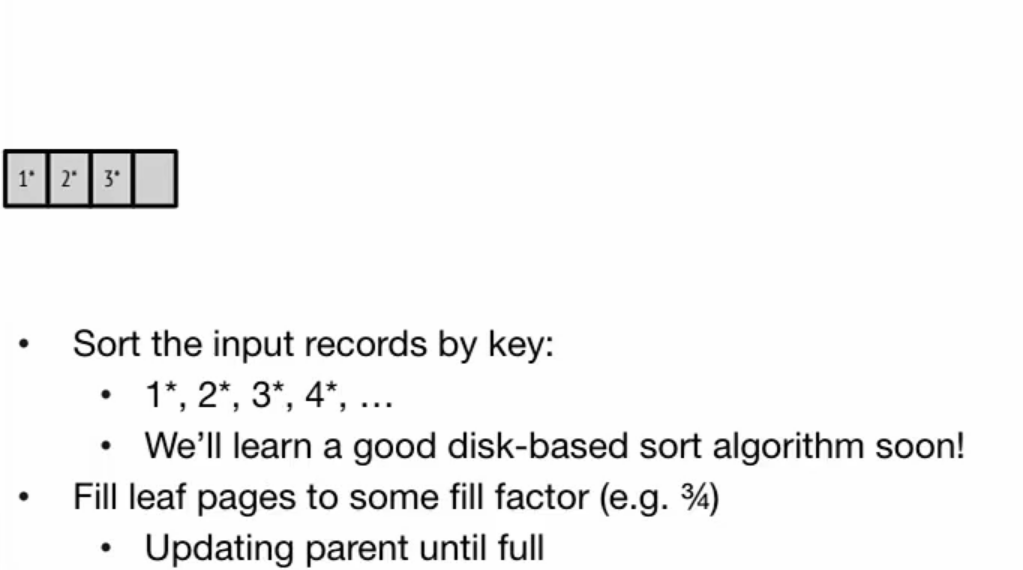 1* 2* 3*
• Sort the input records by key:
• 1*, 2*, 3*, 4*, …
• We'll learn a good disk-based sort algorithm soon!
• Fill leaf pages to some fill factor (e.g. ¾)
• Updating parent until full